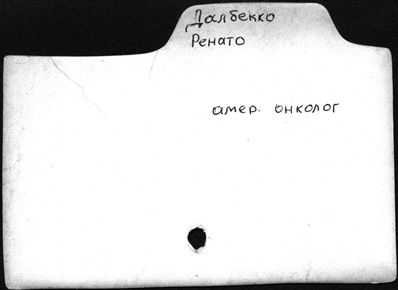 Далбекко
Ренато
амер. онколог